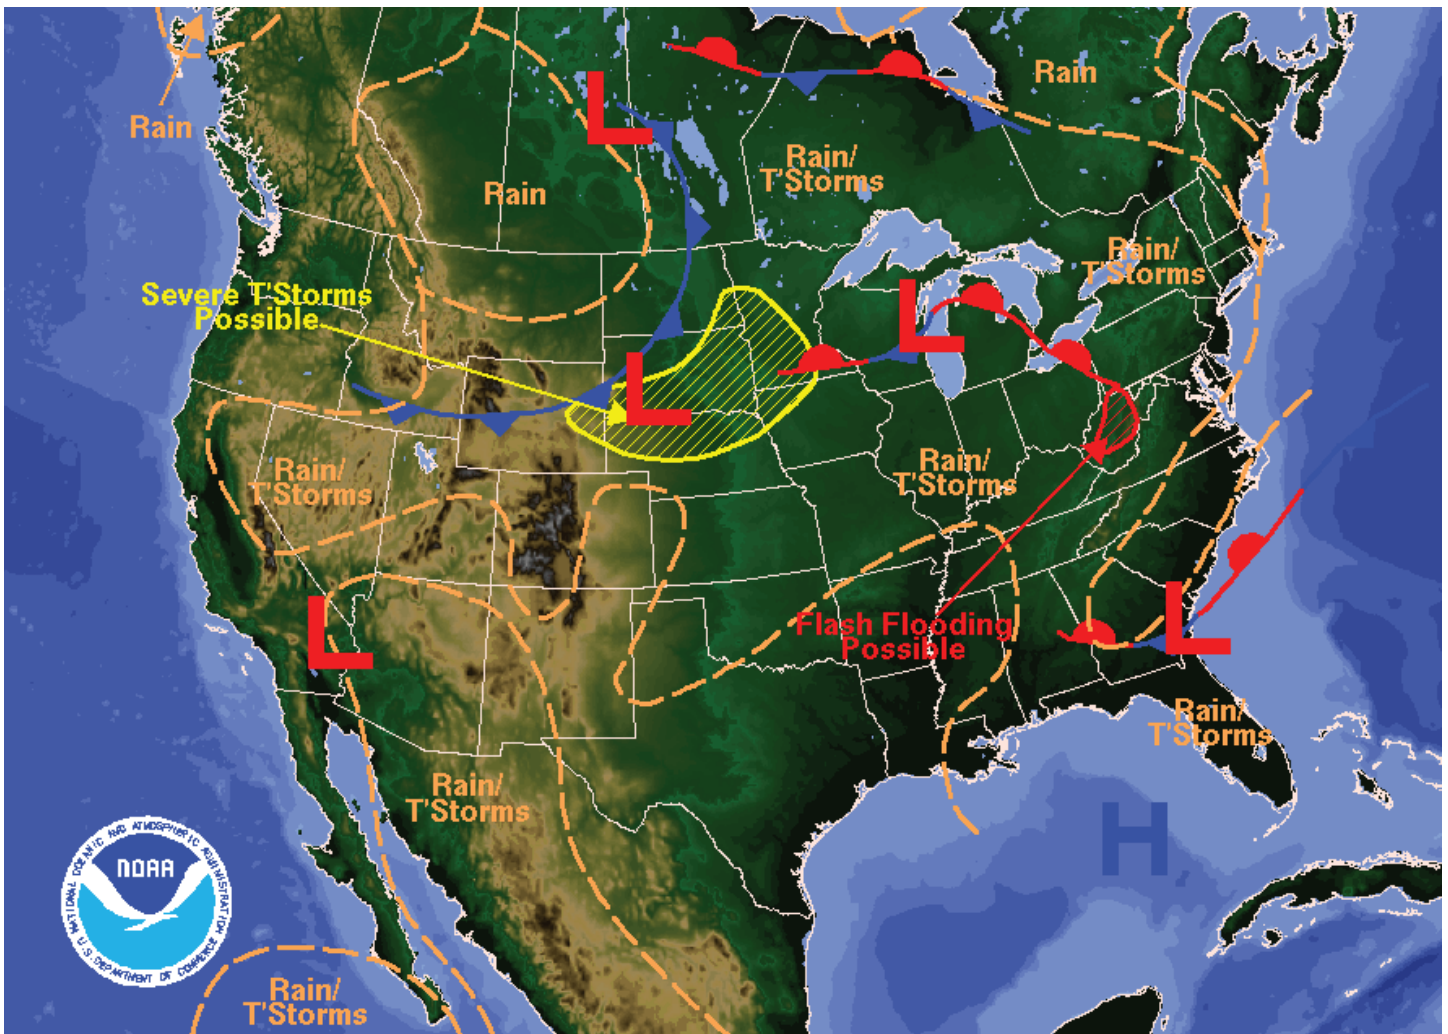 Rain
Rain
Rain/
T'Storms
Rain
Rain/
T'Storms
Severe T'Storms
Possible
Rain/
T'Storms
Rain/
T'Storms
Flash Flooding
Possible
Rain/
T'Storms
Rain/
T'Storms
Rain/
T'Storms
L
L
L
L
L
H
NATIONAL OCEANIC AND ATMOSPHERIC ADMINISTRATION
NOAA
U.S. DEPARTMENT OF COMMERCE